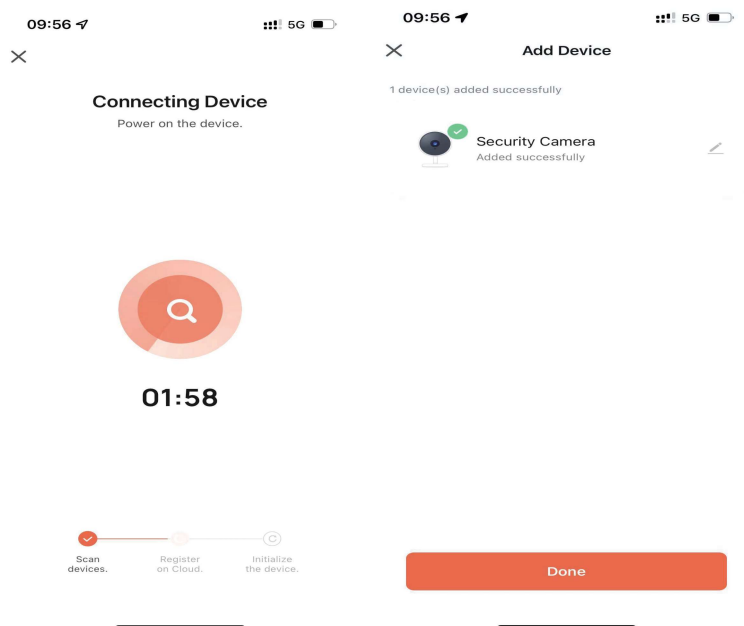 09:56
5G
Connecting Device
Power on the device.
01:58
Scan
devices.
Register
on Cloud.
Initialize
the device.
09:56
5G
Add Device
1 device(s) added successfully
Security Camera
Added successfully
Done